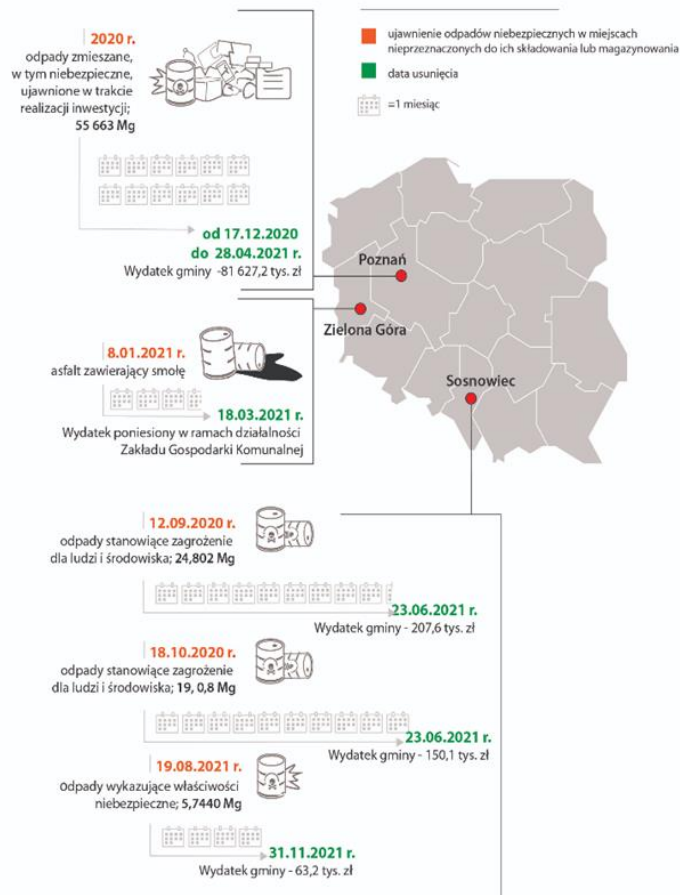 2020 r.
odpady zmieszane,
w tym niebezpieczne,
ujawnione w trakcie
realizacji inwestycji;
55 663 Mg
od 17.12.2020
do 28.04.2021 r.
Wydatek gminy -81 627,2 tys. zł
ujawnienie odpadów niebezpiecznych w miejscach
nieprzeznaczonych do ich składowania lub magazynowania
data usunięcia
=1 miesiąc
Poznań
Zielona Góra
Sosnowiec
8.01.2021 r.
asfalt zawierający smołę
18.03.2021 r.
Wydatek poniesiony w ramach działalności
Zakładu Gospodarki Komunalnej
12.09.2020 r.
odpady stanowiące zagrożenie
dla ludzi i środowiska; 24,802 Mg
23.06.2021 r.
Wydatek gminy - 207,6 tys. zł
18.10.2020 r.
odpady stanowiące zagrożenie
dla ludzi i środowiska; 19, 0,8 Mg
23.06.2021 r.
Wydatek gminy - 150,1 tys. zł
19.08.2021 r.
odpady wykazujące właściwości
niebezpieczne; 5,7440 Mg
31.11.2021 r.
Wydatek gminy - 63,2 tys. zł